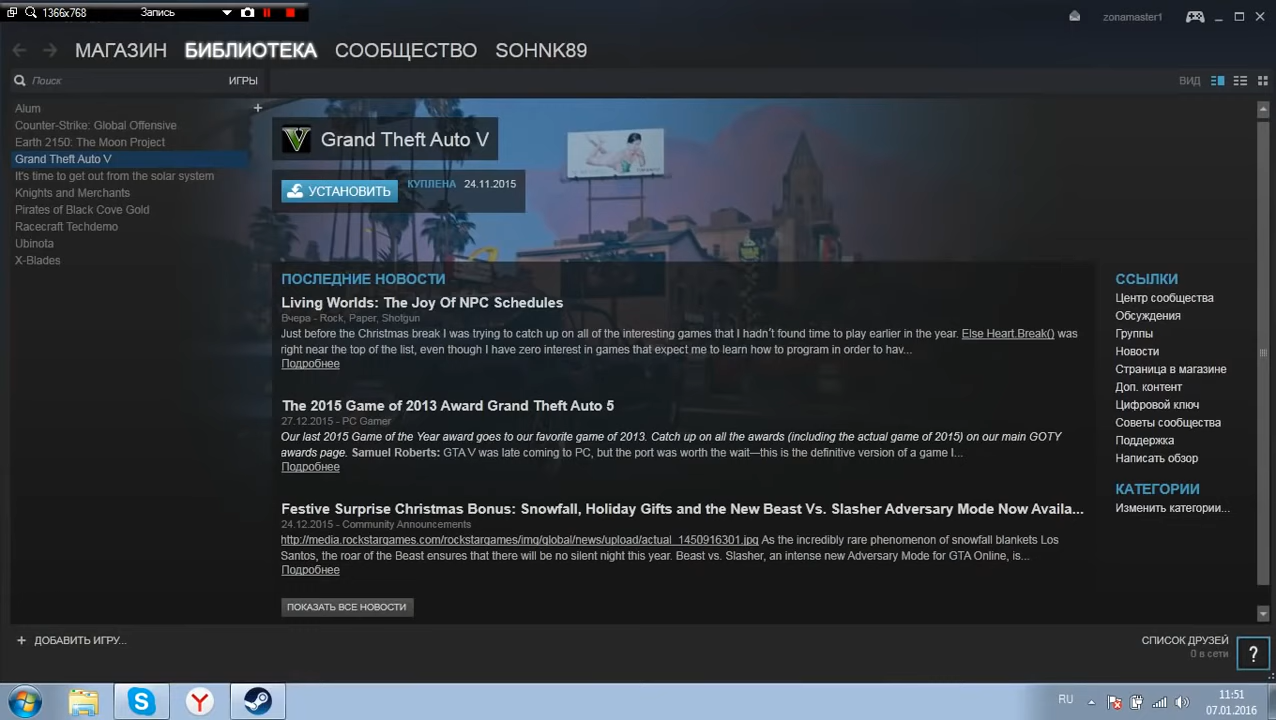 1366x768 Запись
zonamaster1
МАГАЗИН БИБЛИОТЕКА СООБЩЕСТВО SOHNK89
Поиск ИГРЫ ВИД
Alum
Counter-Strike: Global Offensive
Earth 2150: The Moon Project
Grand Theft Auto V
It's time to get out from the solar system
Knights and Merchants
Pirates of Black Cove Gold
Racecraft Techdemo
Ubinota
X-Blades
+
Grand Theft Auto V
УСТАНОВИТЬ КУПЛЕНА 24.11.2015
ПОСЛЕДНИЕ НОВОСТИ
Living Worlds: The Joy Of NPC Schedules
Вчера - Rock, Paper, Shotgun
Just before the Christmas break I was trying to catch up on all of the interesting games that I hadn't found time to play earlier in the year. Else Heart.Break() was
right near the top of the list, even though I have zero interest in games that expect me to learn how to program in order to hav...
Подробнее
The 2015 Game of 2013 Award Grand Theft Auto 5
27.12.2015 - PC Gamer
Our last 2015 Game of the Year award goes to our favorite game of 2013. Catch up on all the awards (including the actual game of 2015) on our main GOTY
awards page. Samuel Roberts: GTA V was late coming to PC, but the port was worth the wait—this is the definitive version of a game I...
Подробнее
Festive Surprise Christmas Bonus: Snowfall, Holiday Gifts and the New Beast Vs. Slasher Adversary Mode Now Availa...
24.12.2015 - Community Announcements
http://media.rockstargames.com/rockstargames/img/global/news/upload/actual_1450916301.jpg As the incredibly rare phenomenon of snowfall blankets Los
Santos, the roar of the Beast ensures that there will be no silent night this year. Beast vs. Slasher, an intense new Adversary Mode for GTA Online, is...
Подробнее
ПОКАЗАТЬ ВСЕ НОВОСТИ
ССЫЛКИ
Центр сообщества
Обсуждения
Группы
Новости
Страница в магазине
Доп. контент
Цифровой ключ
Советы сообщества
Поддержка
Написать обзор
КАТЕГОРИИ
Изменить категории...
+ ДОБАВИТЬ ИГРУ...
СПИСОК ДРУЗЕЙ
0 в сети
?
RU
11:51
07.01.2016